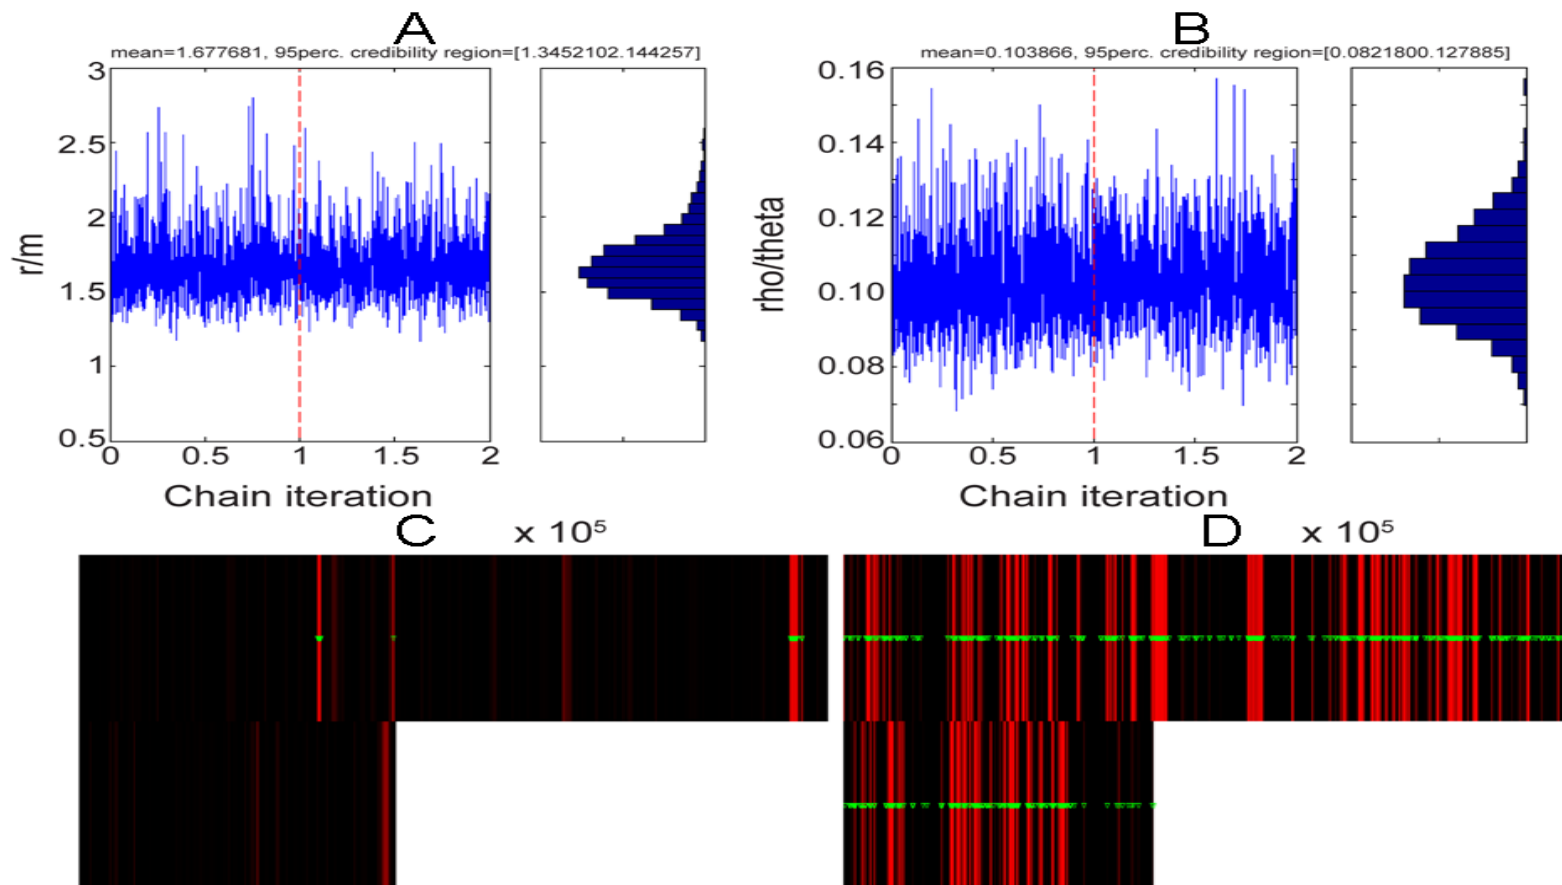 A
mean=1.677681, 95perc. credibility region=[1.3452102.144257]
3
2.5
2
1.5
1
0.5
r/m
0 0.5 1 1.5 2
Chain iteration
x 10⁵
B
mean=0.103866, 95perc. credibility region=[0.0821800.127885]
0.16
0.14
0.12
0.10
0.08
0.06
rho/theta
0 0.5 1 1.5 2
Chain iteration
x 10⁵
C
D